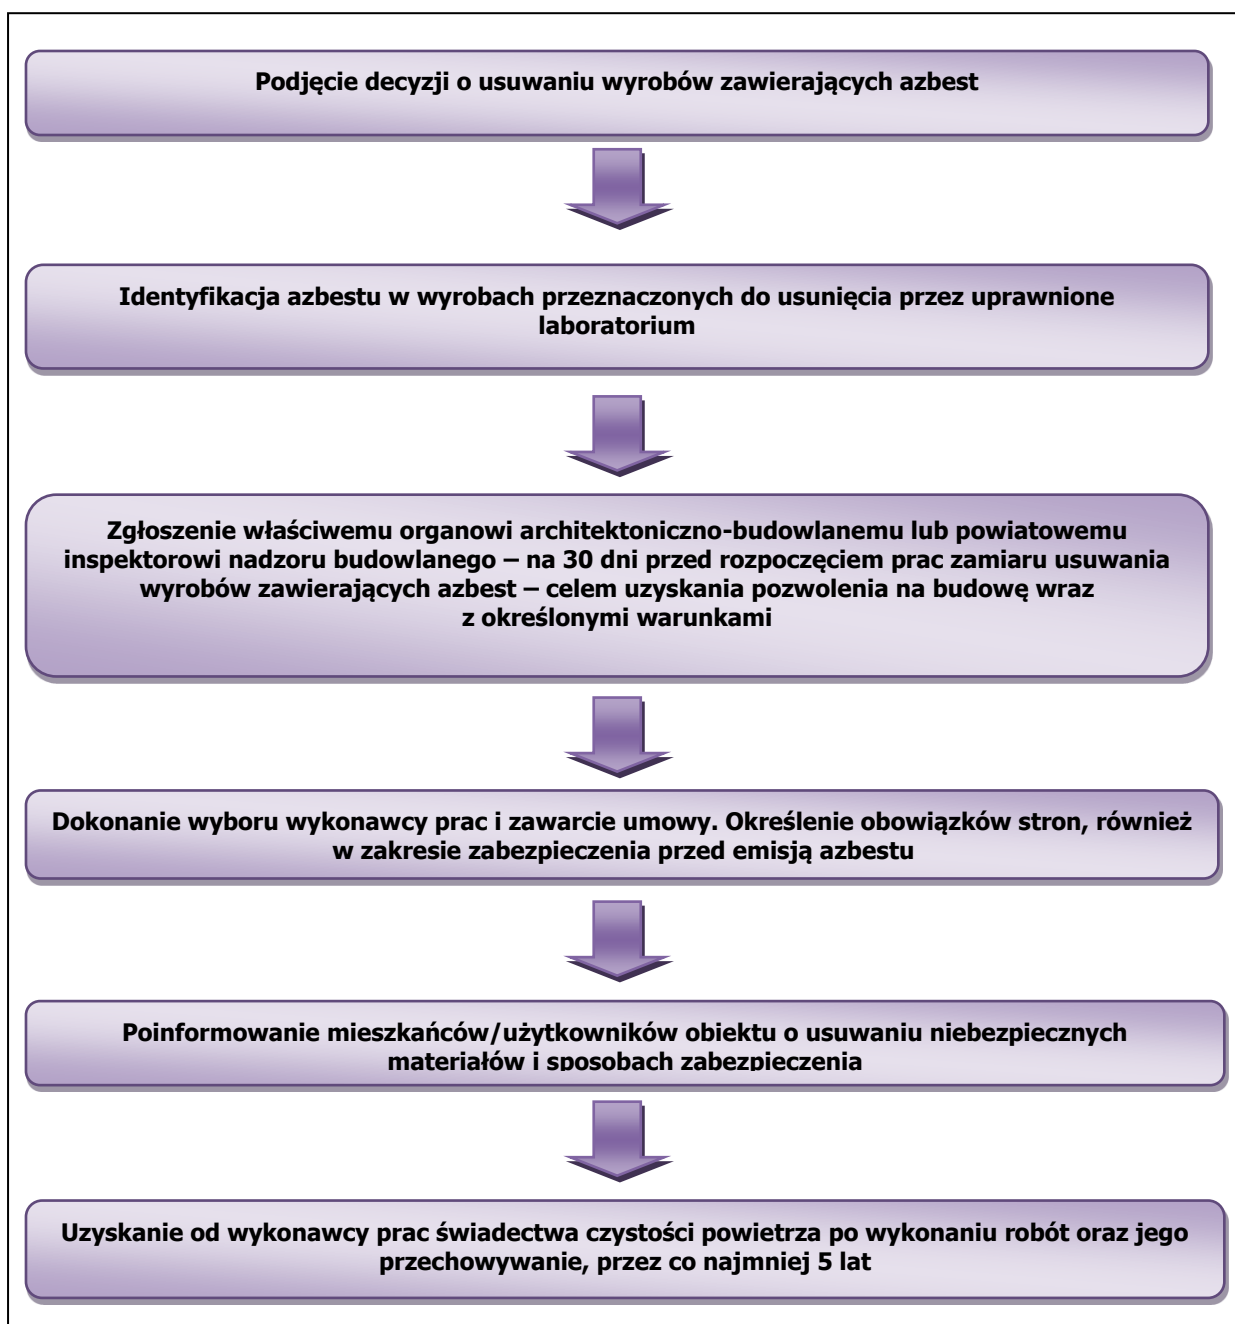 Podjęcie decyzji o usuwaniu wyrobów zawierających azbest
Identyfikacja azbestu w wyrobach przeznaczonych do usunięcia przez uprawnione
laboratorium
Zgłoszenie właściwemu organowi architektoniczno-budowlanemu lub powiatowemu
inspektorowi nadzoru budowlanego – na 30 dni przed rozpoczęciem prac zamiaru usuwania
wyrobów zawierających azbest – celem uzyskania pozwolenia na budowę wraz
z określonymi warunkami
Dokonanie wyboru wykonawcy prac i zawarcie umowy. Określenie obowiązków stron, również
w zakresie zabezpieczenia przed emisją azbestu
Poinformowanie mieszkańców/użytkowników obiektu o usuwaniu niebezpiecznych
materiałów i sposobach zabezpieczenia
Uzyskanie od wykonawcy prac świadectwa czystości powietrza po wykonaniu robót oraz jego
przechowywanie, przez co najmniej 5 lat